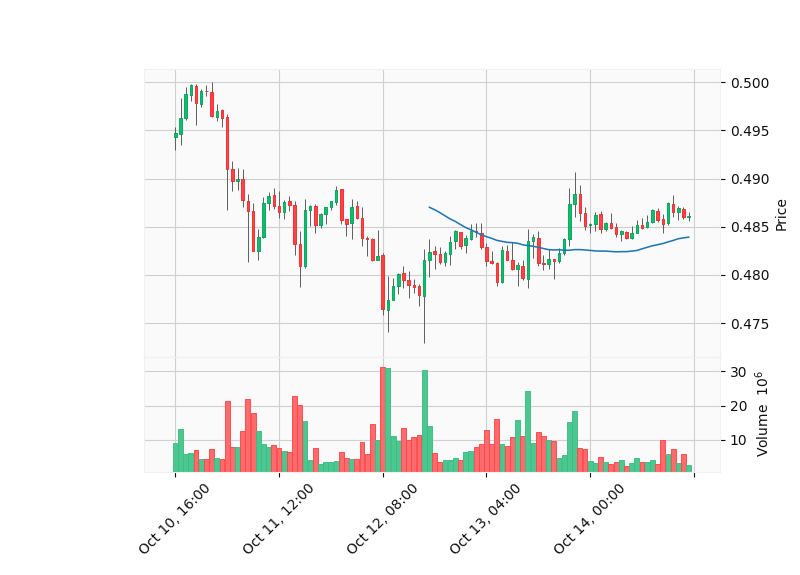 0.500
0.495
0.490
0.485
0.480
0.475
Price
30
20
10
Volume 10^6
Oct 10, 16:00
Oct 11, 12:00
Oct 12, 08:00
Oct 13, 04:00
Oct 14, 00:00